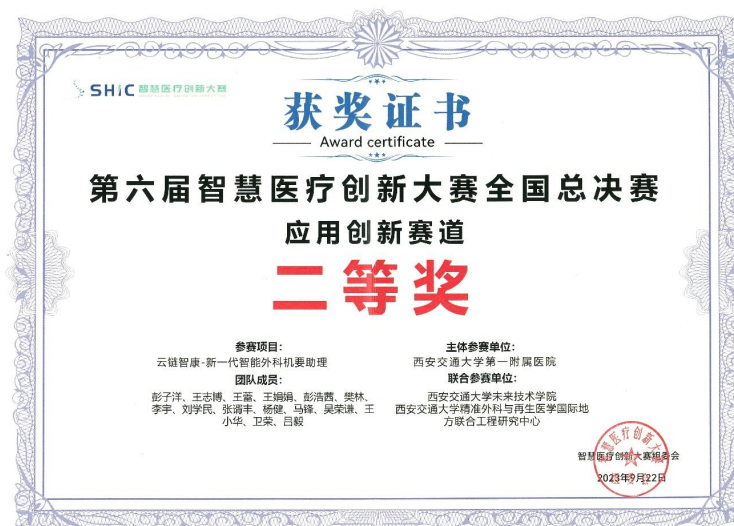 SHIC 智慧医疗创新大赛
获奖证书
Award certificate
第六届智慧医疗创新大赛全国总决赛
应用创新赛道
二等奖
参赛项目：
云链智康-新一代智能外科机要助理
团队成员：
彭子洋、王志博、王蕾、王娟娟、彭浩茜、樊林、
李宇、刘学民、张谓丰、杨健、马锋、吴荣谦、王
小华、卫荣、吕毅
主体参赛单位：
西安交通大学第一附属医院
联合参赛单位：
西安交通大学未来技术学院
西安交通大学精准外科与再生医学国际地
方联合工程研究中心
智慧医疗创新大赛组委会
2023年9月22日